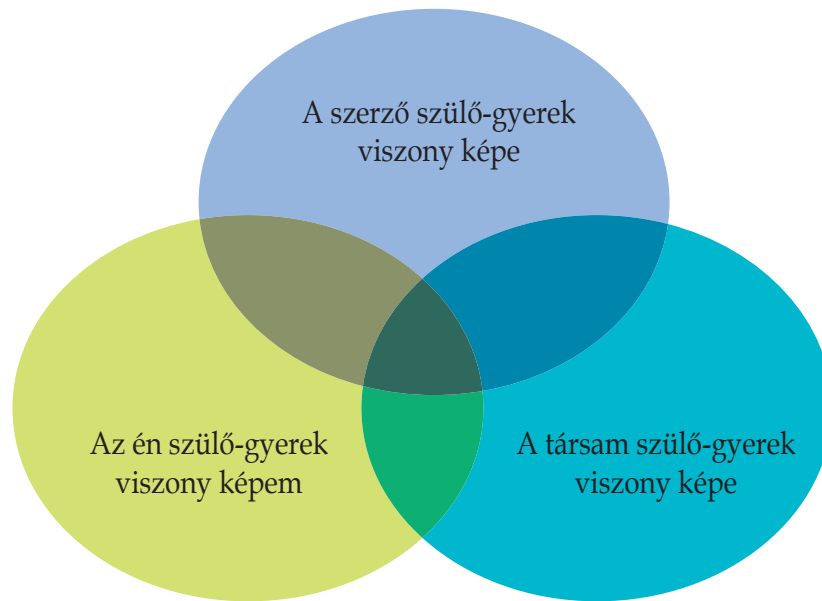 A szerző szülő-gyerek
viszony képe
Az én szülő-gyerek
viszony képem
A társam szülő-gyerek
viszony képe